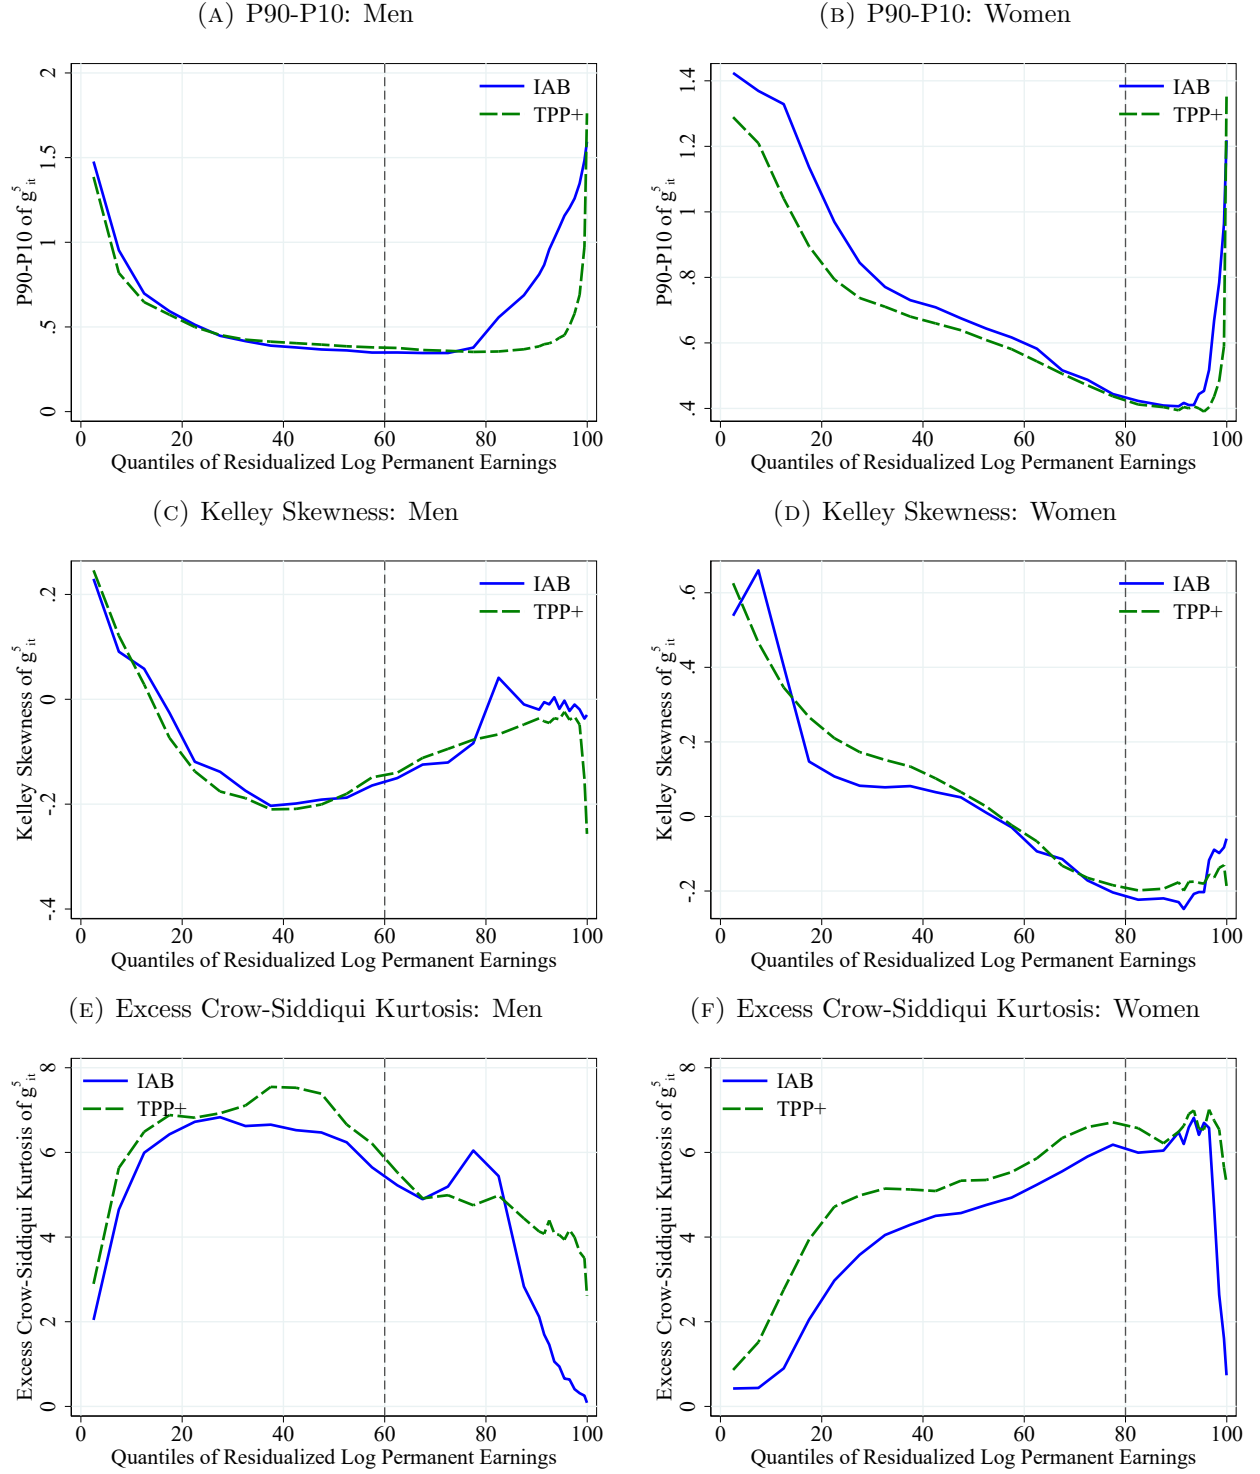 (A) P90-P10: Men
P90-P10 of g⁵ᵢₜ
2
1.5
1
.5
0
IAB
TPP+
0 20 40 60 80 100
Quantiles of Residualized Log Permanent Earnings
(B) P90-P10: Women
P90-P10 of g⁵ᵢₜ
1.4
1.2
1
.8
.6
.4
IAB
TPP+
0 20 40 60 80 100
Quantiles of Residualized Log Permanent Earnings
(C) Kelley Skewness: Men
Kelley Skewness of g⁵ᵢₜ
.2
0
-.2
-.4
IAB
TPP+
0 20 40 60 80 100
Quantiles of Residualized Log Permanent Earnings
(D) Kelley Skewness: Women
Kelley Skewness of g⁵ᵢₜ
.6
.4
.2
0
-.2
IAB
TPP+
0 20 40 60 80 100
Quantiles of Residualized Log Permanent Earnings
(E) Excess Crow-Siddiqui Kurtosis: Men
Excess Crow-Siddiqui Kurtosis of g⁵ᵢₜ
8
6
4
2
0
IAB
TPP+
0 20 40 60 80 100
Quantiles of Residualized Log Permanent Earnings
(F) Excess Crow-Siddiqui Kurtosis: Women
Excess Crow-Siddiqui Kurtosis of g⁵ᵢₜ
8
6
4
2
0
IAB
TPP+
0 20 40 60 80 100
Quantiles of Residualized Log Permanent Earnings